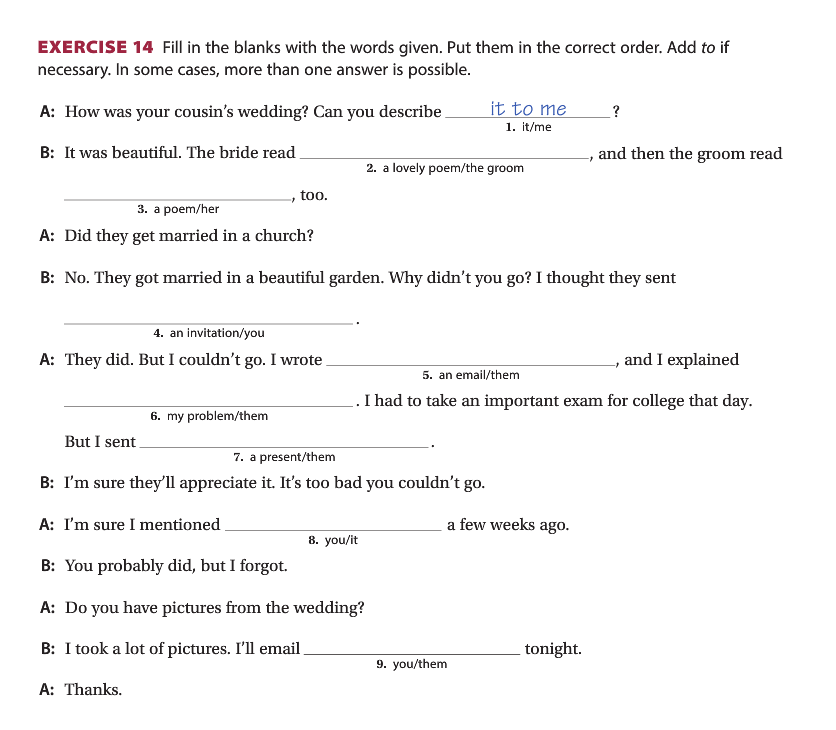 EXERCISE 14 Fill in the blanks with the words given. Put them in the correct order. Add to if
necessary. In some cases, more than one answer is possible.
A: How was your cousin's wedding? Can you describe it to me ?
1. it/me
B: It was beautiful. The bride read ____, and then the groom read
2. a lovely poem/the groom
____, too.
3. a poem/her
A: Did they get married in a church?
B: No. They got married in a beautiful garden. Why didn't you go? I thought they sent
____.
4. an invitation/you
A: They did. But I couldn't go. I wrote ____, and I explained
5. an email/them
____. I had to take an important exam for college that day.
6. my problem/them
But I sent ____.
7. a present/them
B: I'm sure they'll appreciate it. It's too bad you couldn't go.
A: I'm sure I mentioned ____ a few weeks ago.
8. you/it
B: You probably did, but I forgot.
A: Do you have pictures from the wedding?
B: I took a lot of pictures. I'll email ____ tonight.
9. you/them
A: Thanks.